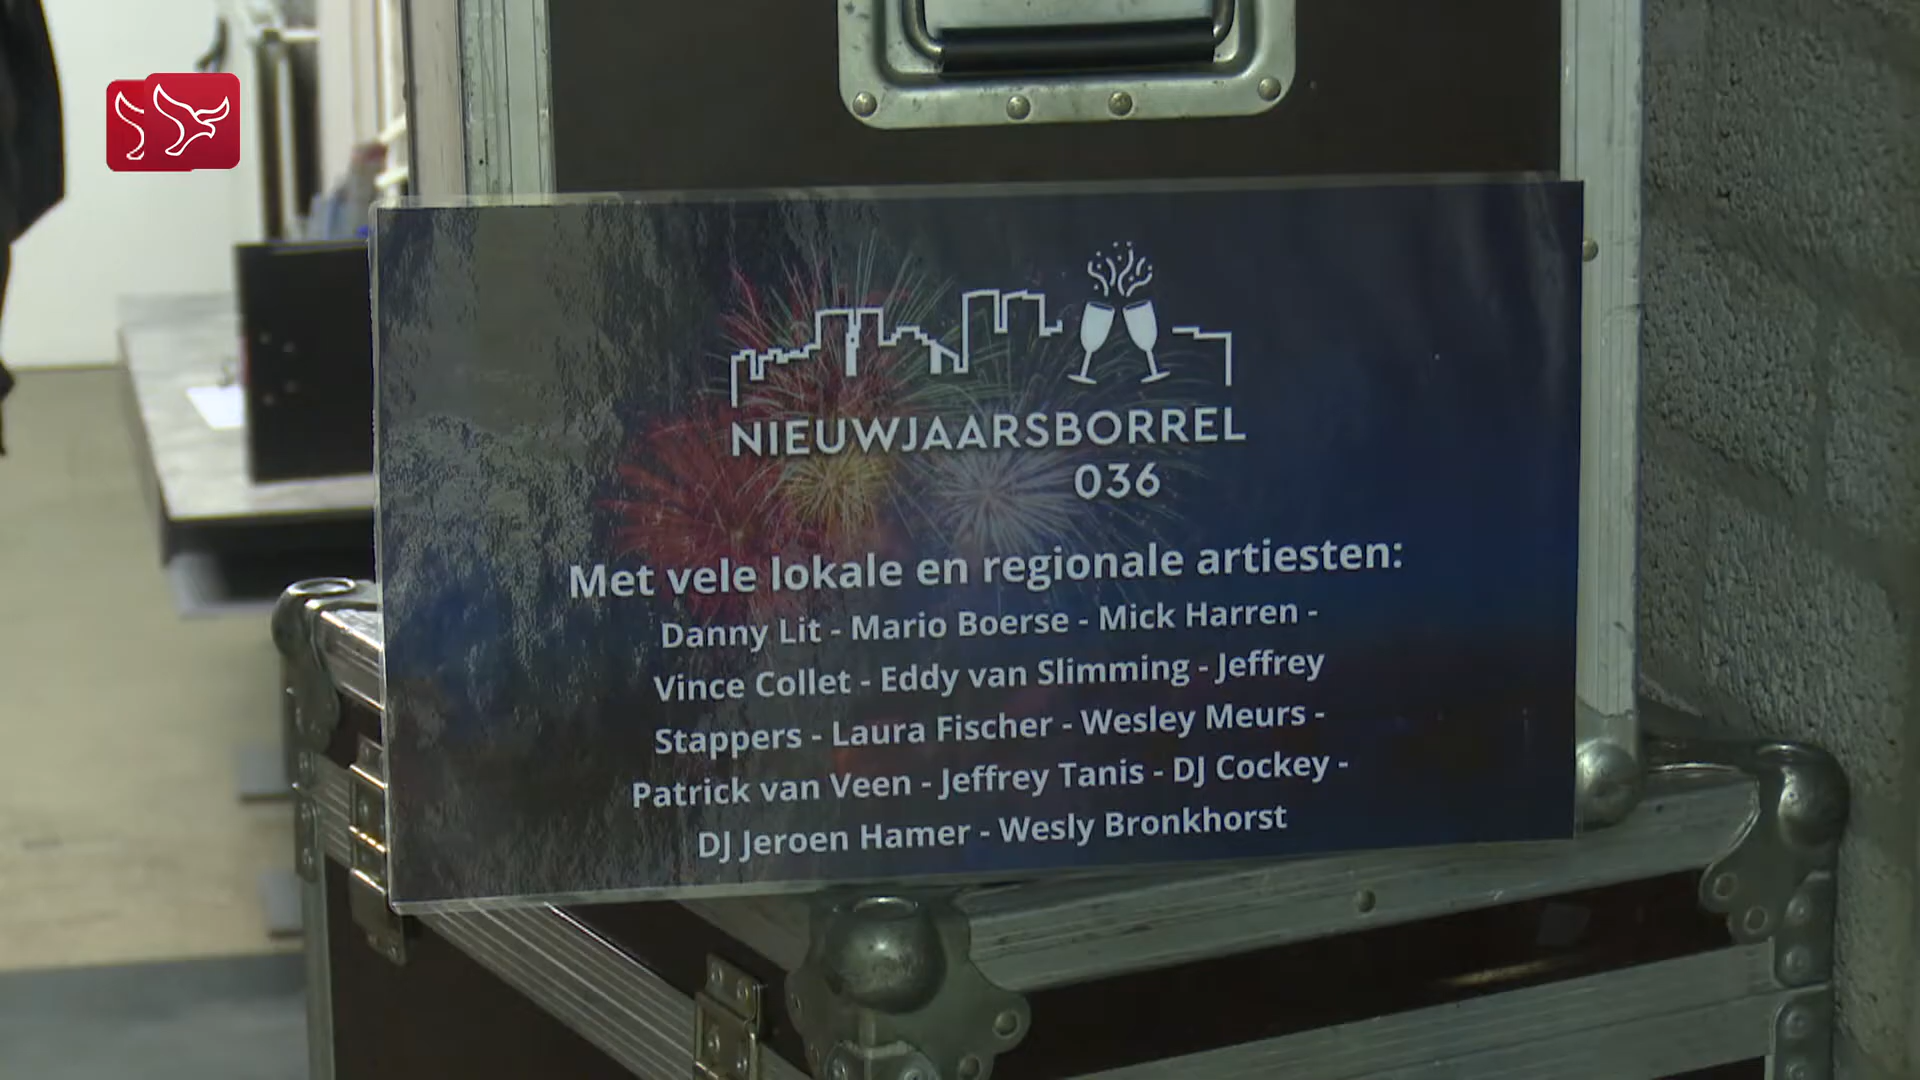 NIEUWJAARSBORREL
036
Met vele lokale en regionale artiesten:
Danny Lit - Mario Boerse - Mick Harren -
Vince Collet - Eddy van Slimming - Jeffrey
Stappers - Laura Fischer - Wesley Meurs -
Patrick van Veen - Jeffrey Tanis - DJ Cockey -
DJ Jeroen Hamer - Wesly Bronkhorst